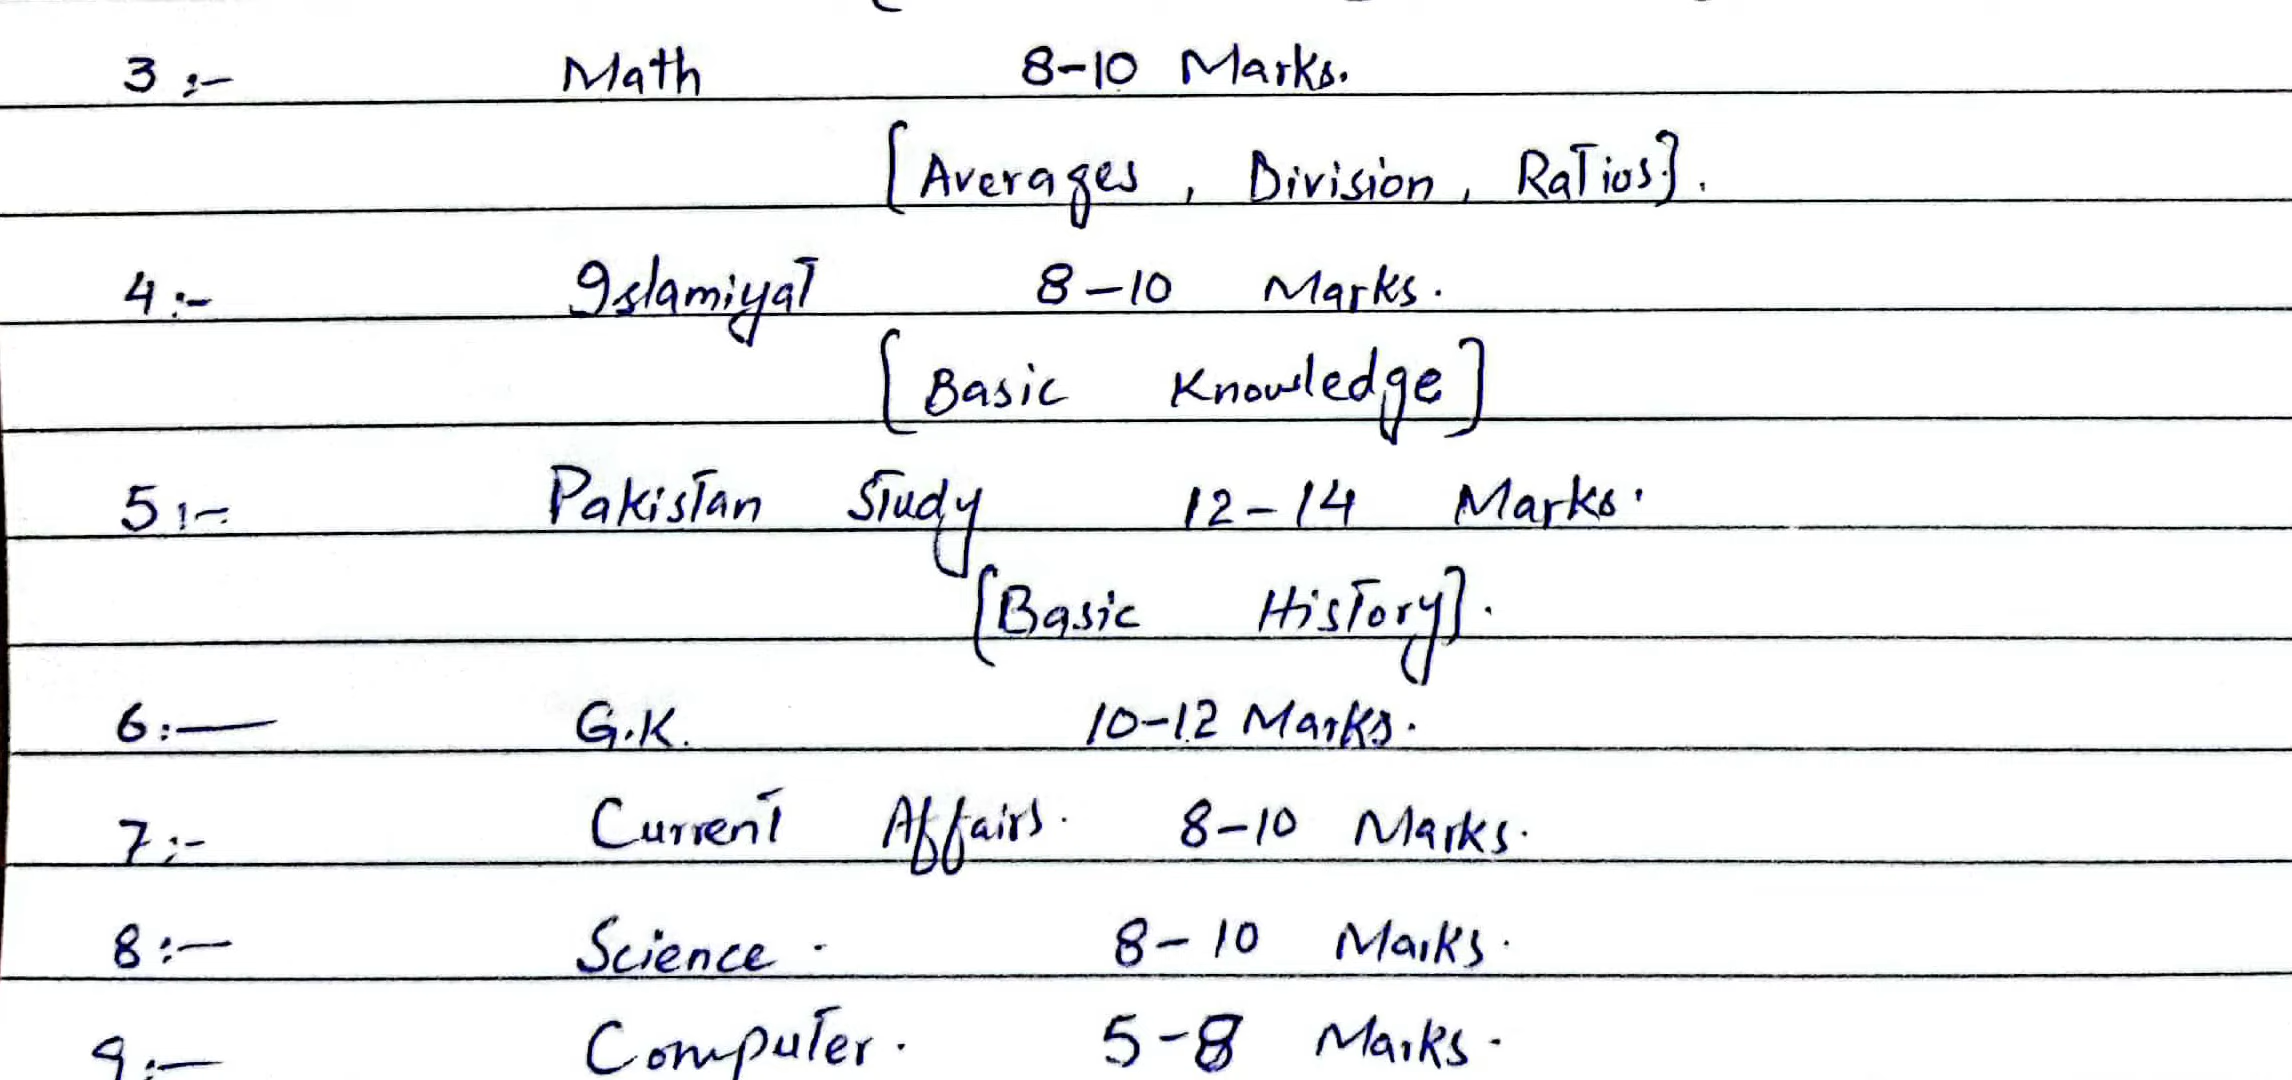 3:- Math 8-10 Marks.
[Averages, Division, Ratios].
4:- Islamiyat 8-10 Marks.
[Basic Knowledge]
5:- Pakistan Study 12-14 Marks.
[Basic History].
6:- G.K. 10-12 Marks.
7:- Current Affairs. 8-10 Marks.
8:- Science. 8-10 Marks.
9:- Computer. 5-8 Marks.